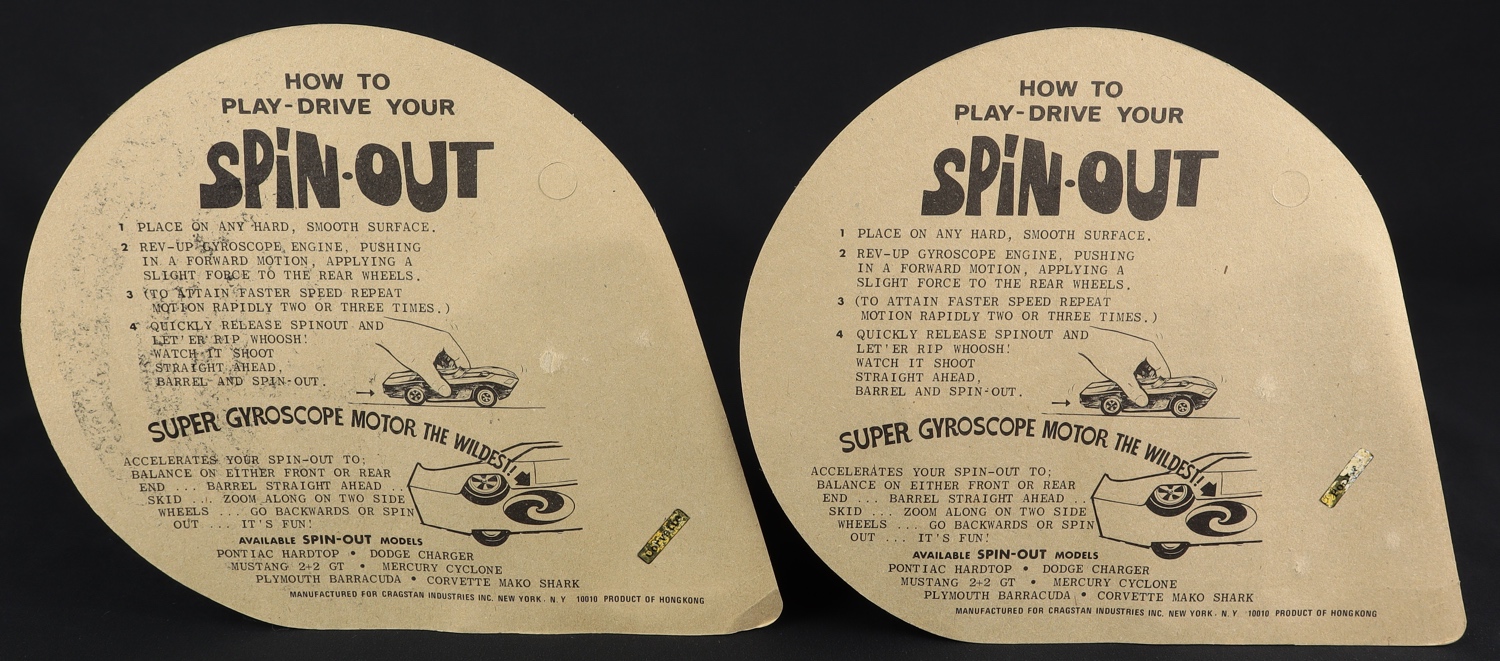 HOW TO
PLAY-DRIVE YOUR
SPiN·OUT
1 PLACE ON ANY HARD, SMOOTH SURFACE.
2 REV-UP GYROSCOPE ENGINE, PUSHING
IN A FORWARD MOTION, APPLYING A
SLIGHT FORCE TO THE REAR WHEELS.
3 (TO ATTAIN FASTER SPEED REPEAT
MOTION RAPIDLY TWO OR THREE TIMES.)
4 QUICKLY RELEASE SPINOUT AND
LET'ER RIP WHOOSH!
WATCH IT SHOOT
STRAIGHT AHEAD,
BARREL AND SPIN-OUT.
SUPER GYROSCOPE MOTOR THE WILDEST!!
ACCELERATES YOUR SPIN-OUT TO;
BALANCE ON EITHER FRONT OR REAR
END ... BARREL STRAIGHT AHEAD ..
SKID ... ZOOM ALONG ON TWO SIDE
WHEELS ... GO BACKWARDS OR SPIN
OUT ... IT'S FUN!
AVAILABLE SPIN-OUT MODELS
PONTIAC HARDTOP • DODGE CHARGER
MUSTANG 2+2 GT • MERCURY CYCLONE
PLYMOUTH BARRACUDA • CORVETTE MAKO SHARK
MANUFACTURED FOR CRAGSTAN INDUSTRIES INC. NEW YORK. N.Y 10010 PRODUCT OF HONGKONG
HOW TO
PLAY-DRIVE YOUR
SPiN·OUT
1 PLACE ON ANY HARD, SMOOTH SURFACE.
2 REV-UP GYROSCOPE ENGINE, PUSHING
IN A FORWARD MOTION, APPLYING A
SLIGHT FORCE TO THE REAR WHEELS.
3 (TO ATTAIN FASTER SPEED REPEAT
MOTION RAPIDLY TWO OR THREE TIMES.)
4 QUICKLY RELEASE SPINOUT AND
LET'ER RIP WHOOSH!
WATCH IT SHOOT
STRAIGHT AHEAD,
BARREL AND SPIN-OUT.
SUPER GYROSCOPE MOTOR THE WILDEST!!
ACCELERATES YOUR SPIN-OUT TO;
BALANCE ON EITHER FRONT OR REAR
END ... BARREL STRAIGHT AHEAD ..
SKID ... ZOOM ALONG ON TWO SIDE
WHEELS ... GO BACKWARDS OR SPIN
OUT ... IT'S FUN!
AVAILABLE SPIN-OUT MODELS
PONTIAC HARDTOP • DODGE CHARGER
MUSTANG 2+2 GT • MERCURY CYCLONE
PLYMOUTH BARRACUDA • CORVETTE MAKO SHARK
MANUFACTURED FOR CRAGSTAN INDUSTRIES INC. NEW YORK. N.Y 10010 PRODUCT OF HONGKONG